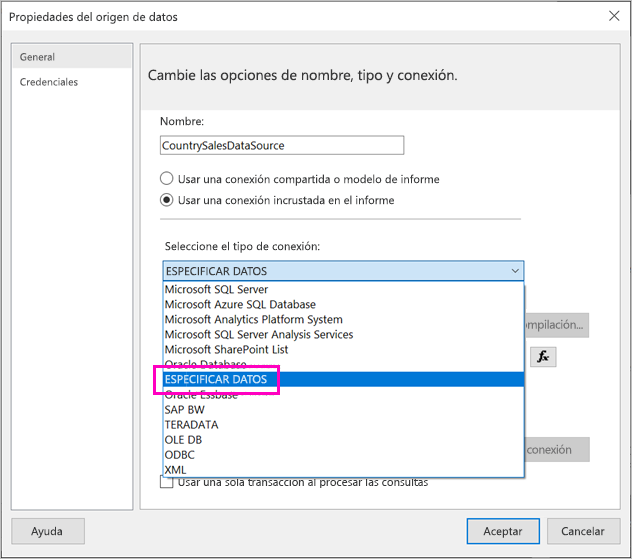 Propiedades del origen de datos
General
Credenciales
Cambie las opciones de nombre, tipo y conexión.
Nombre:
CountrySalesDataSource
Usar una conexión compartida o modelo de informe
Usar una conexión incrustada en el informe
Seleccione el tipo de conexión:
ESPECIFICAR DATOS
Microsoft SQL Server
Microsoft Azure SQL Database
Microsoft Analytics Platform System
ompilación...
Microsoft SQL Server Analysis Services
Microsoft SharePoint List
fx
Oracle Database
ESPECIFICAR DATOS
Oracle Essbase
SAP BW
TERADATA
OLE DB
ODBC
conexión
XML
Usar una sola transacción al procesar las consultas
Ayuda
Aceptar
Cancelar